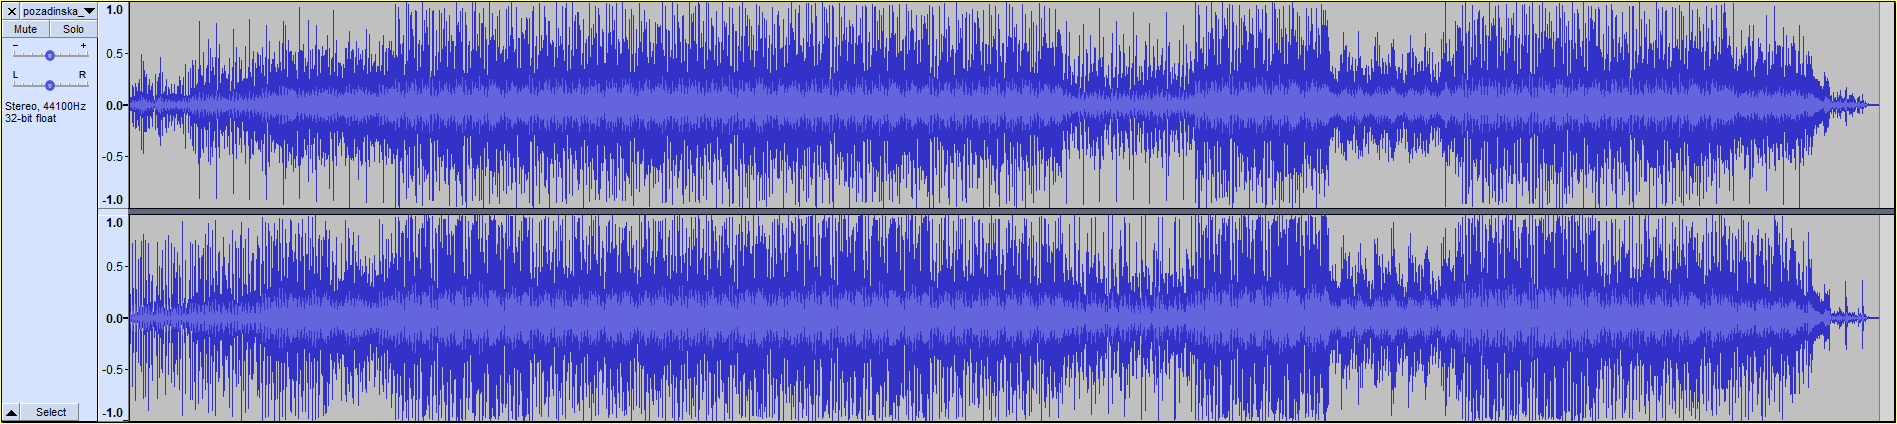 × pozadinska_
Mute Solo
- +
L R
Stereo, 44100Hz
32-bit float
Select
1.0
0.5-
0.0-
-0.5-
-1.0
1.0
0.5-
0.0-
-0.5-
-1.0